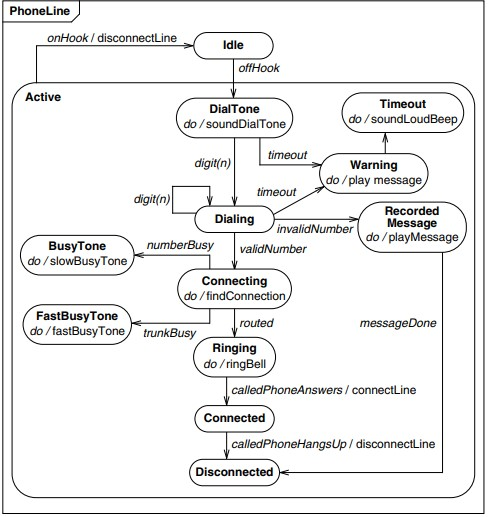 PhoneLine
onHook / disconnectLine
Idle
offHook
Active
DialTone
do / soundDialTone
Timeout
do / soundLoudBeep
digit(n)
timeout
Warning
do / play message
digit(n)
timeout
Dialing
invalidNumber
Recorded
Message
do / playMessage
BusyTone
do / slowBusyTone
numberBusy
validNumber
Connecting
do / findConnection
FastBusyTone
do / fastBusyTone
trunkBusy
routed
messageDone
Ringing
do / ringBell
calledPhoneAnswers / connectLine
Connected
calledPhoneHangsUp / disconnectLine
Disconnected